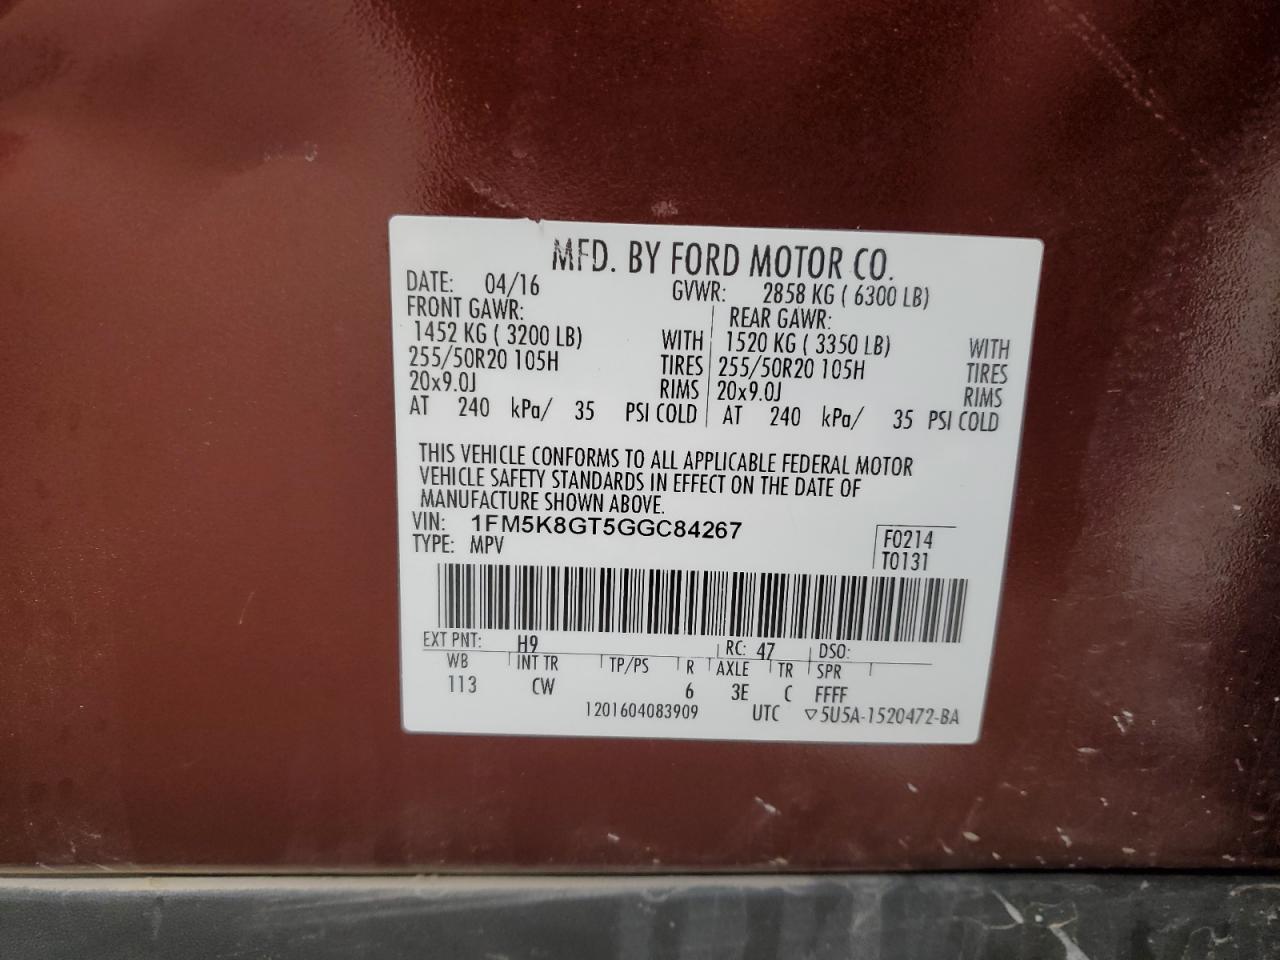 MFD. BY FORD MOTOR CO.
DATE: 04/16 GVWR: 2858 KG ( 6300 LB)
FRONT GAWR: REAR GAWR:
1452 KG ( 3200 LB) WITH 1520 KG ( 3350 LB) WITH
255/50R20 105H TIRES 255/50R20 105H TIRES
20x9.0J RIMS 20x9.0J RIMS
AT 240 kPa/ 35 PSI COLD AT 240 kPa/ 35 PSI COLD
THIS VEHICLE CONFORMS TO ALL APPLICABLE FEDERAL MOTOR
VEHICLE SAFETY STANDARDS IN EFFECT ON THE DATE OF
MANUFACTURE SHOWN ABOVE.
VIN: 1FM5K8GT5GGC84267 F0214
TYPE: MPV T0131
EXT PNT: H9 RC: 47 DSO:
WB INT TR TP/PS R AXLE TR SPR
113 CW 6 3E C FFFF
1201604083909 UTC ▽5U5A-1520472-BA